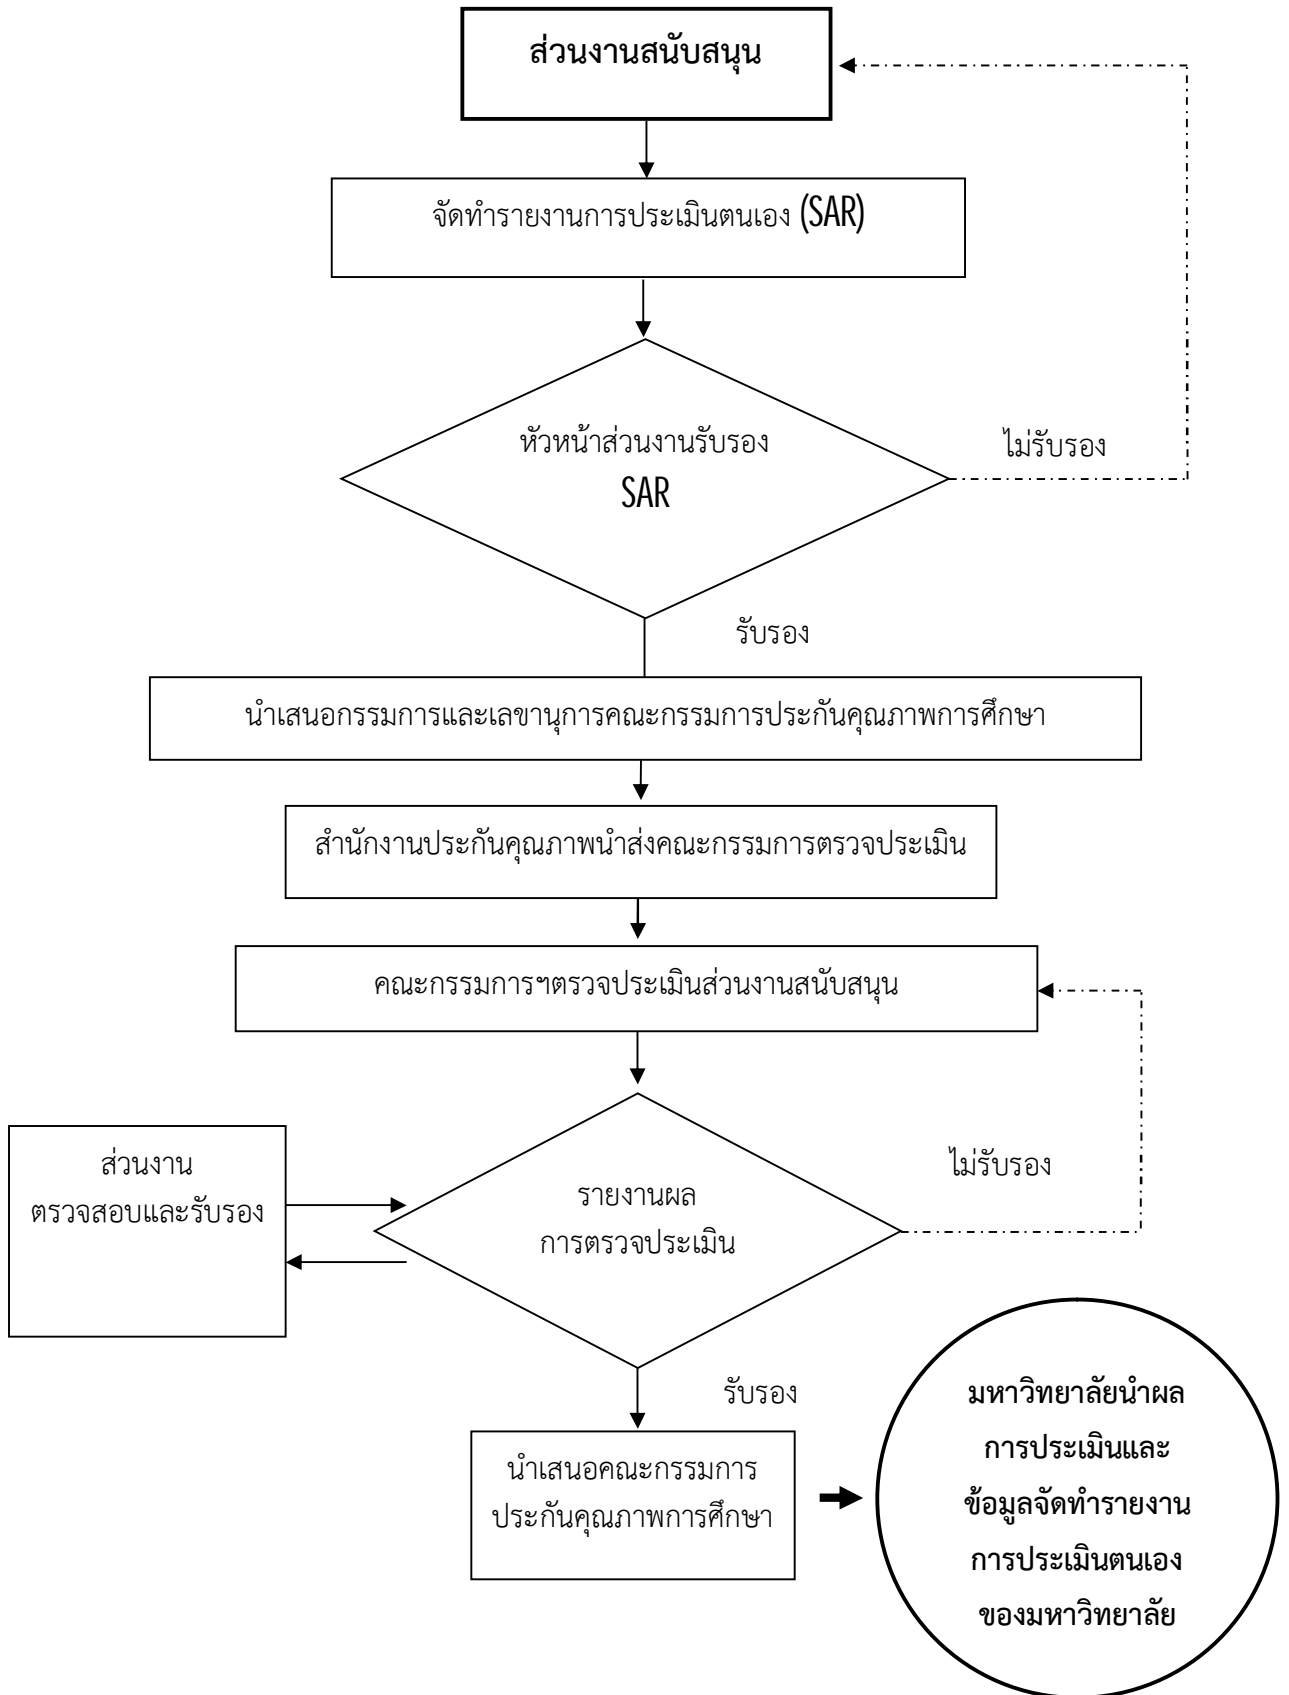 ส่วนงานสนับสนุน
จัดทำรายงานการประเมินตนเอง (SAR)
หัวหน้าส่วนงานรับรอง
SAR
ไม่รับรอง
รับรอง
นำเสนอกรรมการและเลขานุการคณะกรรมการประกันคุณภาพการศึกษา
สำนักงานประกันคุณภาพนำส่งคณะกรรมการตรวจประเมิน
คณะกรรมการฯตรวจประเมินส่วนงานสนับสนุน
ส่วนงาน
ตรวจสอบและรับรอง
รายงานผล
การตรวจประเมิน
ไม่รับรอง
รับรอง
นำเสนอคณะกรรมการ
ประกันคุณภาพการศึกษา
มหาวิทยาลัยนำผล
การประเมินและ
ข้อมูลจัดทำรายงาน
การประเมินตนเอง
ของมหาวิทยาลัย